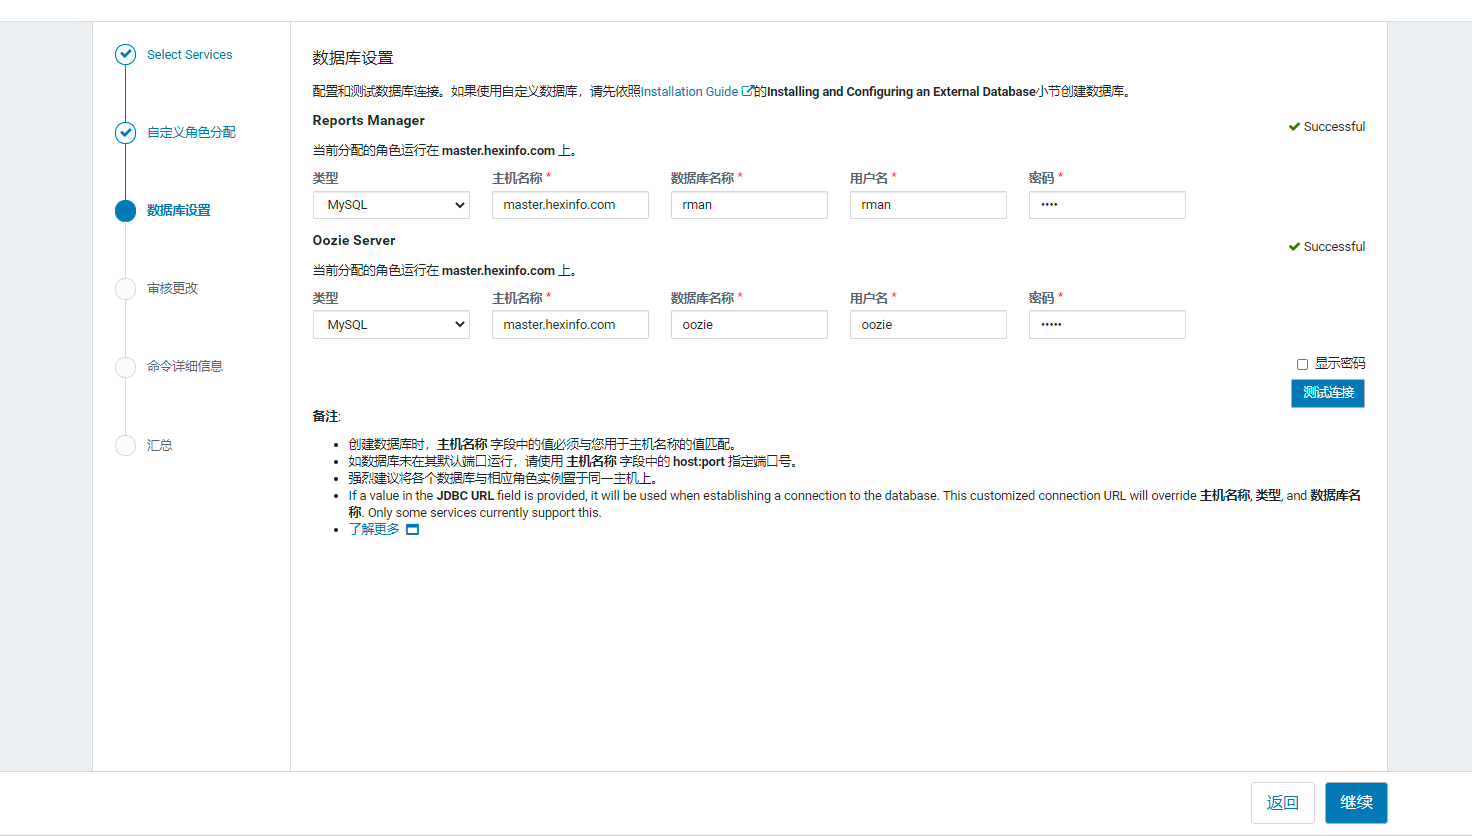 Select Services
自定义角色分配
数据库设置
审核更改
命令详细信息
汇总
数据库设置
配置和测试数据库连接。如果使用自定义数据库，请先依照Installation Guide的Installing and Configuring an External Database小节创建数据库。
Reports Manager
Successful
当前分配的角色运行在 master.hexinfo.com 上。
类型 主机名称 * 数据库名称 * 用户名 * 密码 *
MySQL master.hexinfo.com rman rman ••••
Oozie Server
Successful
当前分配的角色运行在 master.hexinfo.com 上。
类型 主机名称 * 数据库名称 * 用户名 * 密码 *
MySQL master.hexinfo.com oozie oozie •••••
显示密码
测试连接
备注:
• 创建数据库时，主机名称 字段中的值必须与您用于主机名称的值匹配。
• 如数据库未在其默认端口运行，请使用 主机名称 字段中的 host:port 指定端口号。
• 强烈建议将各个数据库与相应角色实例置于同一主机上。
• If a value in the JDBC URL field is provided, it will be used when establishing a connection to the database. This customized connection URL will override 主机名称, 类型, and 数据库名
称. Only some services currently support this.
• 了解更多
返回 继续